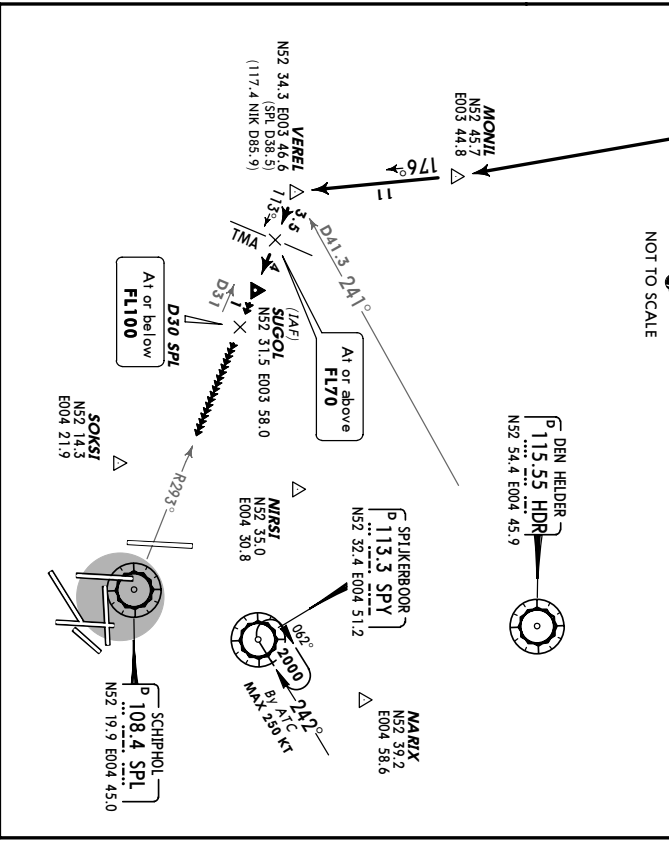 NOT TO SCALE
MONIL
N52 45.7
E003 44.8
176°
11
VEREL
N52 34.3 E003 46.6
(SPL D38.5)
(117.4 NIK D85.9)
3.5
113°
TMA
4
D41.3
241°
At or above
FL70
(IAF)
SUGOL
N52 31.5 E003 58.0
D31
1
D30 SPL
At or below
FL100
R293°
SOKSI
N52 14.3
E004 21.9
NIRSI
N52 35.0
E004 30.8
DEN HELDER
D 115.55 HDR
N52 54.4 E004 45.9
SPIJKERBOOR
D 113.3 SPY
N52 32.4 E004 51.2
062°
2000
242°
By ATC
MAX 250 KT
NARIX
N52 39.2
E004 58.6
SCHIPHOL
D 108.4 SPL
N52 19.9 E004 45.0